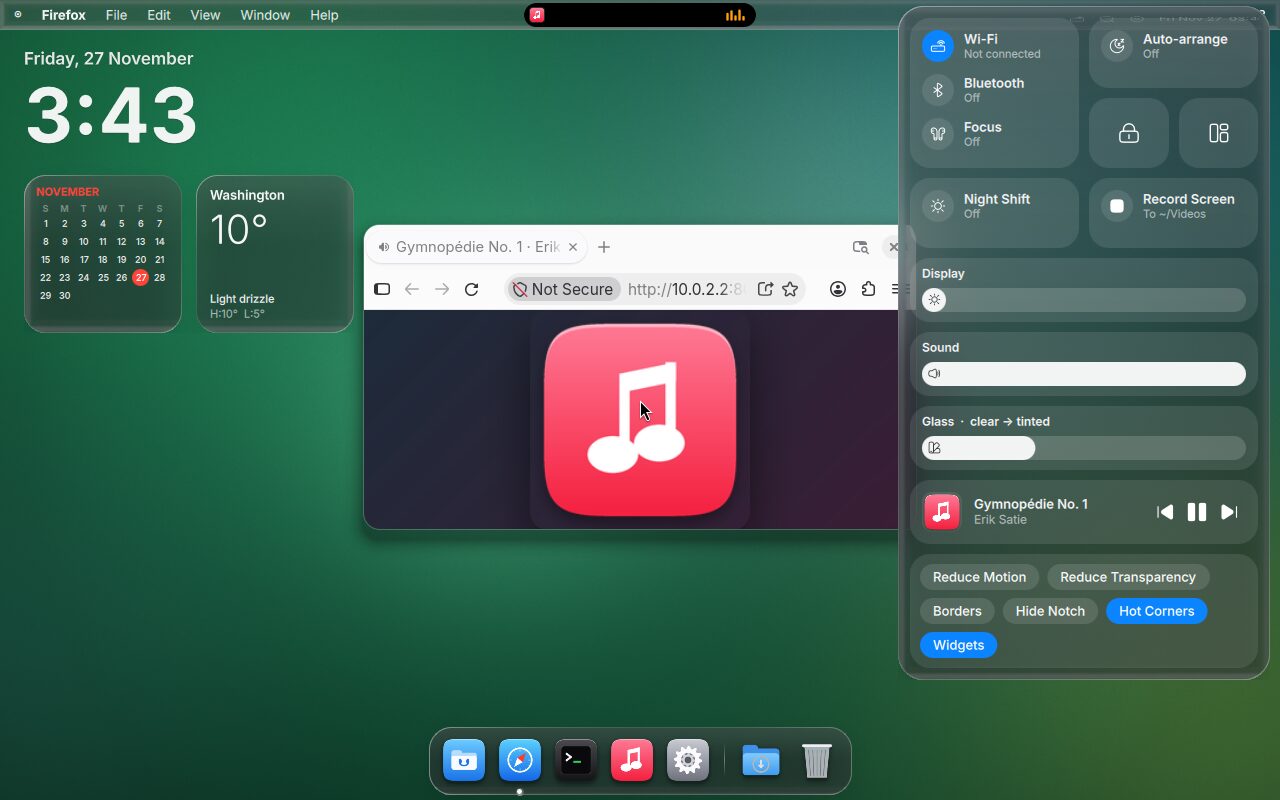 Firefox File Edit View Window Help
Friday, 27 November
3:43
NOVEMBER
S M T W T F S
1 2 3 4 5 6 7
8 9 10 11 12 13 14
15 16 17 18 19 20 21
22 23 24 25 26 27 28
29 30
Washington
10°
Light drizzle
H:10° L:5°
Gymnopédie No. 1 · Erik
Not Secure http://10.0.2.2:8
Wi-Fi
Not connected
Bluetooth
Off
Focus
Off
Auto-arrange
Off
Night Shift
Off
Record Screen
To ~/Videos
Display
Sound
Glass · clear → tinted
Gymnopédie No. 1
Erik Satie
Reduce Motion Reduce Transparency
Borders Hide Notch Hot Corners
Widgets